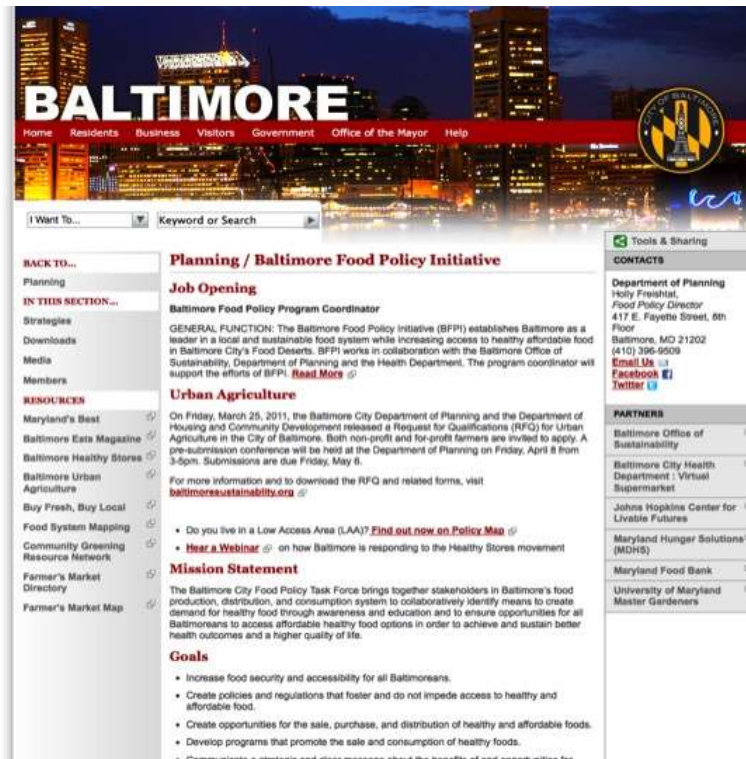 BALTIMORE
Home Residents Business Visitors Government Office of the Mayor Help
CITY OF BALTIMORE
I Want To...
Keyword or Search
BACK TO...
Planning
IN THIS SECTION...
Strategies
Downloads
Media
Members
RESOURCES
Maryland's Best
Baltimore Eats Magazine
Baltimore Healthy Stores
Baltimore Urban
Agriculture
Buy Fresh, Buy Local
Food System Mapping
Community Greening
Resource Network
Farmer's Market
Directory
Farmer's Market Map
Planning / Baltimore Food Policy Initiative
Job Opening
Baltimore Food Policy Program Coordinator
GENERAL FUNCTION: The Baltimore Food Policy Initiative (BFPI) establishes Baltimore as a
leader in a local and sustainable food system while increasing access to healthy affordable food
in Baltimore City's Food Deserts. BFPI works in collaboration with the Baltimore Office of
Sustainability, Department of Planning and the Health Department. The program coordinator will
support the efforts of BFPI. Read More
Urban Agriculture
On Friday, March 25, 2011, the Baltimore City Department of Planning and the Department of
Housing and Community Development released a Request for Qualifications (RFQ) for Urban
Agriculture in the City of Baltimore. Both non-profit and for-profit farmers are invited to apply. A
pre-submission conference will be held at the Department of Planning on Friday, April 8 from
3-5pm. Submissions are due Friday, May 6.
For more information and to download the RFQ and related forms, visit
baltimoresustainablity.org
• Do you live in a Low Access Area (LAA)? Find out now on Policy Map
• Hear a Webinar on how Baltimore is responding to the Healthy Stores movement
Mission Statement
The Baltimore City Food Policy Task Force brings together stakeholders in Baltimore's food
production, distribution, and consumption system to collaboratively identify means to create
demand for healthy food through awareness and education and to ensure opportunities for all
Baltimoreans to access affordable healthy food options in order to achieve and sustain better
health outcomes and a higher quality of life.
Goals
• Increase food security and accessibility for all Baltimoreans.
• Create policies and regulations that foster and do not impede access to healthy and
affordable food.
• Create opportunities for the sale, purchase, and distribution of healthy and affordable foods.
• Develop programs that promote the sale and consumption of healthy foods.
• Communicate a strategic and clear message about the benefits of and opportunities for
Tools & Sharing
CONTACTS
Department of Planning
Holly Freishtat,
Food Policy Director
417 E. Fayette Street, 8th
Floor
Baltimore, MD 21202
(410) 396-9509
Email Us
Facebook
Twitter
PARTNERS
Baltimore Office of
Sustainability
Baltimore City Health
Department : Virtual
Supermarket
Johns Hopkins Center for
Livable Futures
Maryland Hunger Solutions
(MDHS)
Maryland Food Bank
University of Maryland
Master Gardeners